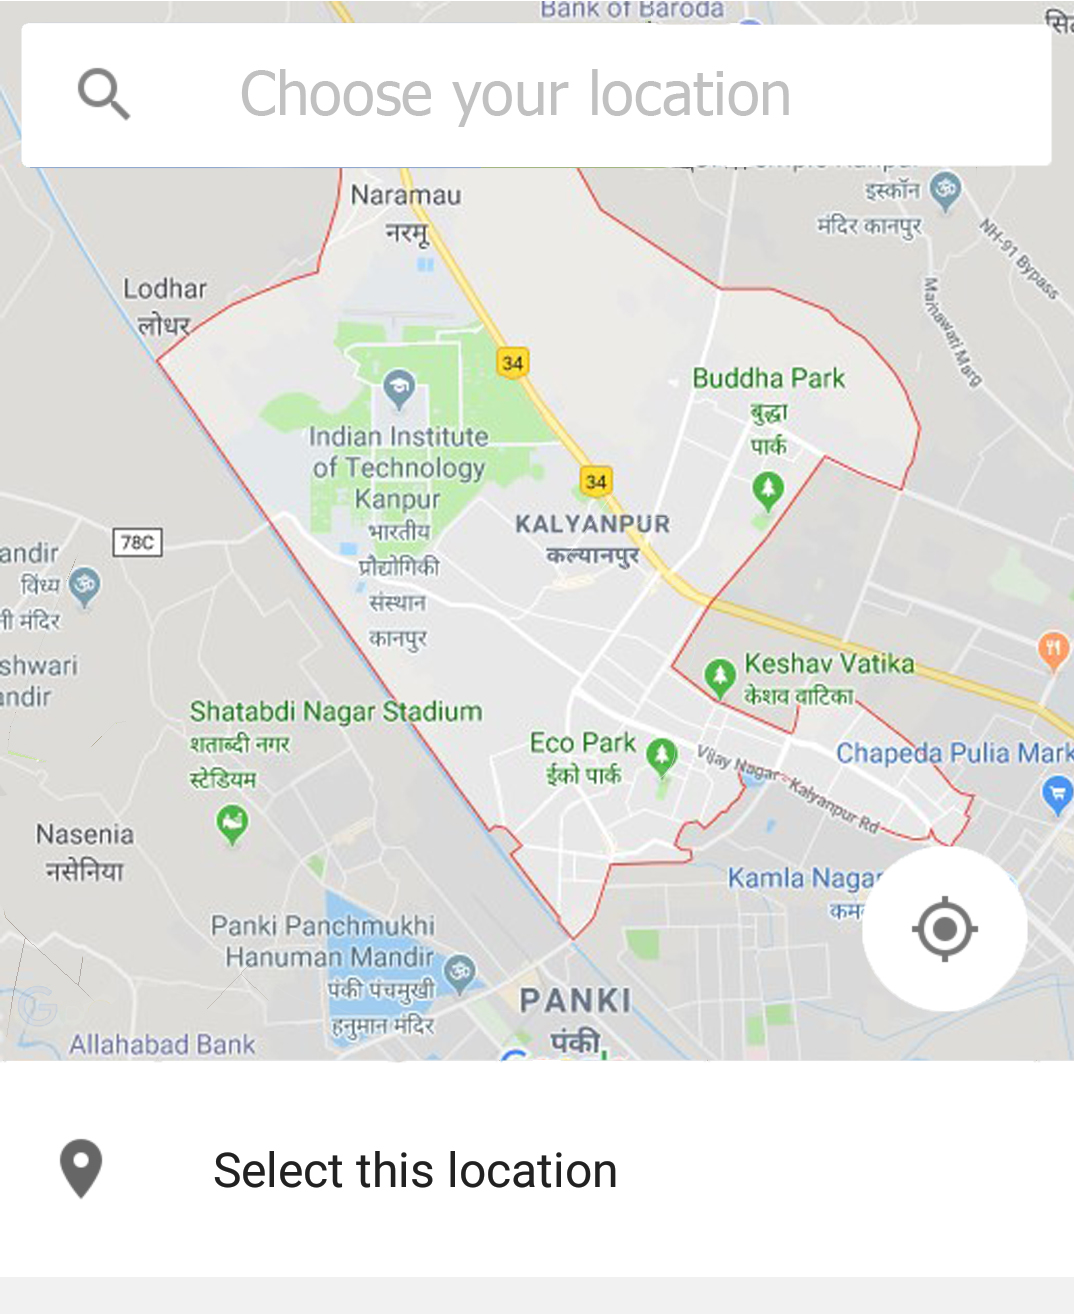 Bank of Baroda
Choose your location
Naramau
नरमू
इस्कॉन
मंदिर कानपुर
NH-91 Bypass
Mainawati Marg
Lodhar
लोधर
34
Buddha Park
बुद्धा
पार्क
Indian Institute
of Technology
Kanpur
भारतीय
प्रौद्योगिकी
संस्थान
कानपुर
34
KALYANPUR
कल्यानपुर
78C
andir
विंध्य
नी मंदिर
shwari
andir
Keshav Vatika
केशव वाटिका
Shatabdi Nagar Stadium
शताब्दी नगर
स्टेडियम
Eco Park
ईको पार्क
Vijay Nagar - Kalyanpur Rd
Chapeda Pulia Mark
Nasenia
नसेनिया
Kamla Nagar
कम
Panki Panchmukhi
Hanuman Mandir
पंकी पंचमुखी
हनुमान मंदिर
PANKI
पंकी
Allahabad Bank
Select this location